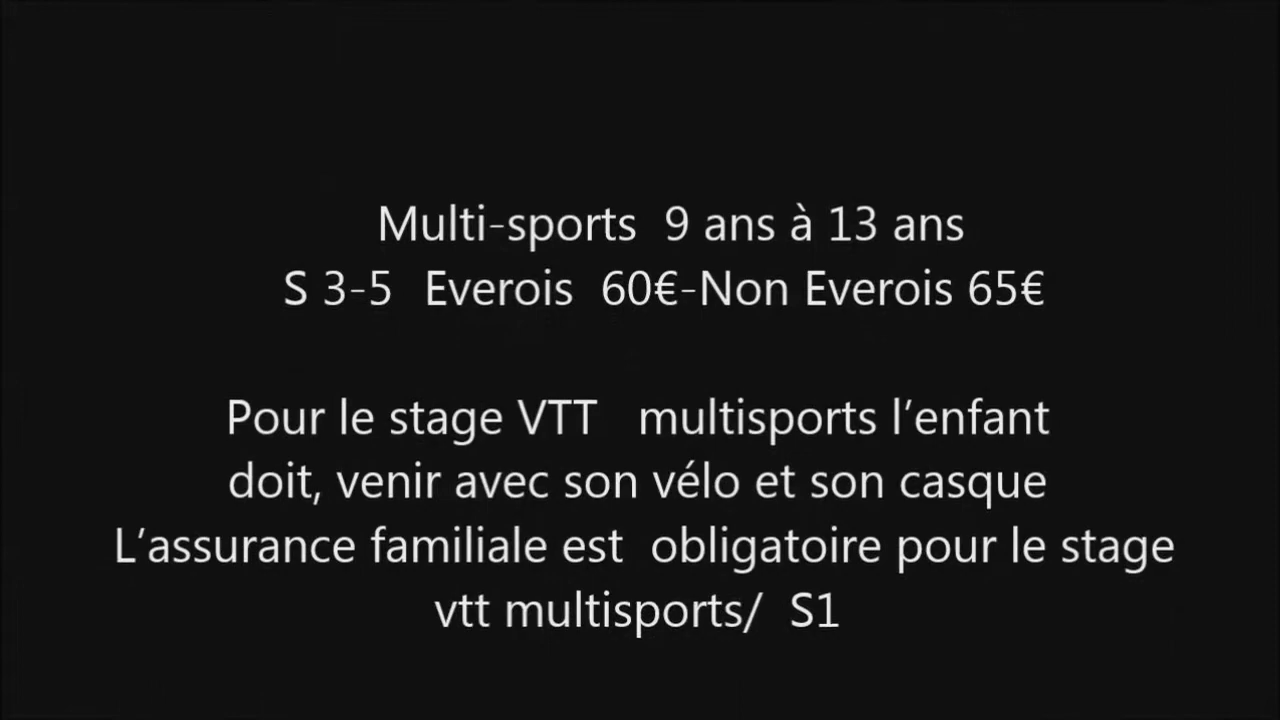 Multi-sports 9 ans à 13 ans
S 3-5 Everois 60€-Non Everois 65€
Pour le stage VTT multisports l’enfant
doit, venir avec son vélo et son casque
L’assurance familiale est obligatoire pour le stage
vtt multisports/ S1